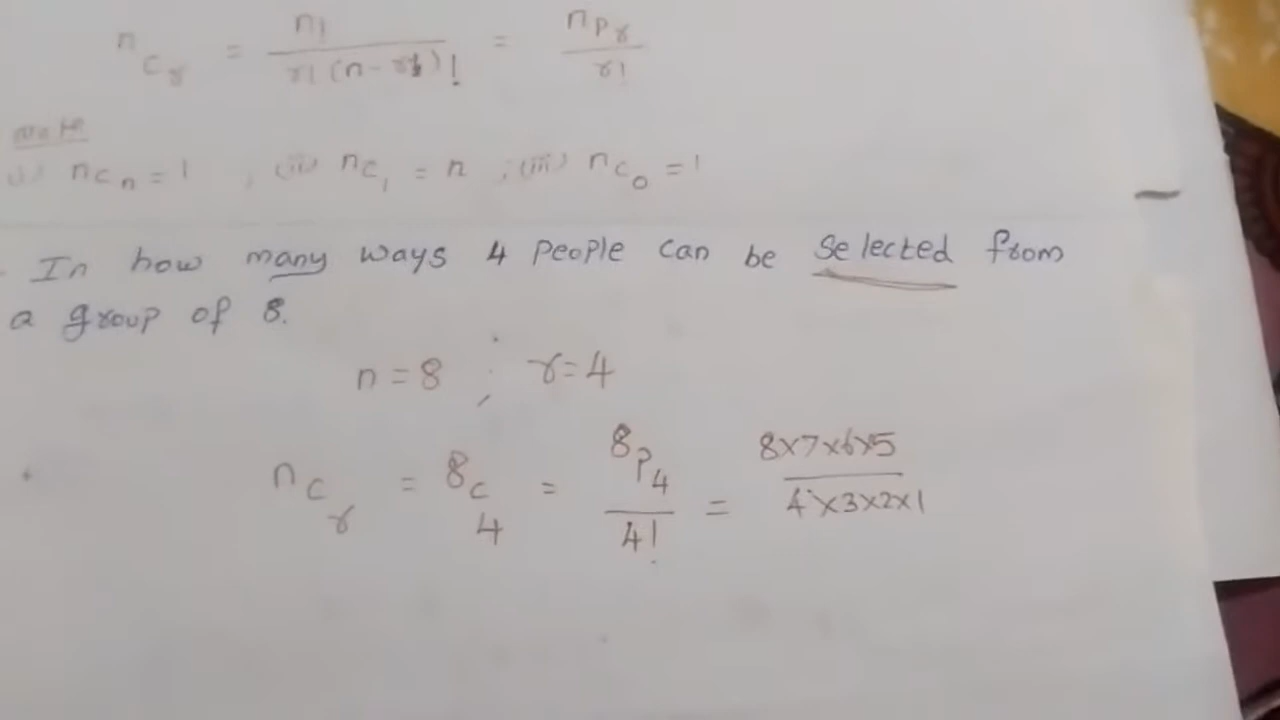 nCr = n! / r!(n-r)! = nPr / r!
Note
(i) nCn = 1 , (ii) nC1 = n ; (iii) nC0 = 1
In how many ways 4 people can be selected from
a group of 8.
n = 8 ; r = 4
nCr = 8C4 = 8P4 / 4! = 8×7×6×5 / 4×3×2×1